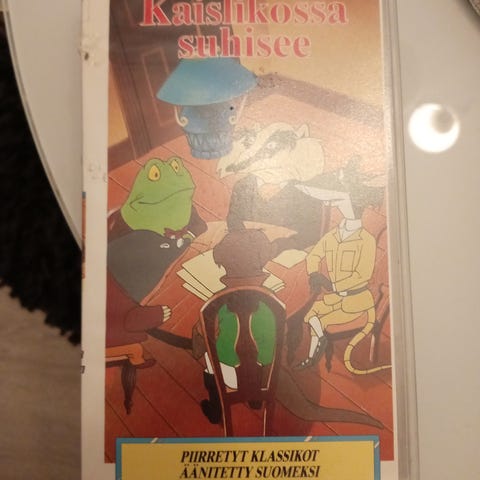 Kaislikossa
suhisee
PIIRRETYT KLASSIKOT
ÄÄNITETTY SUOMEKSI